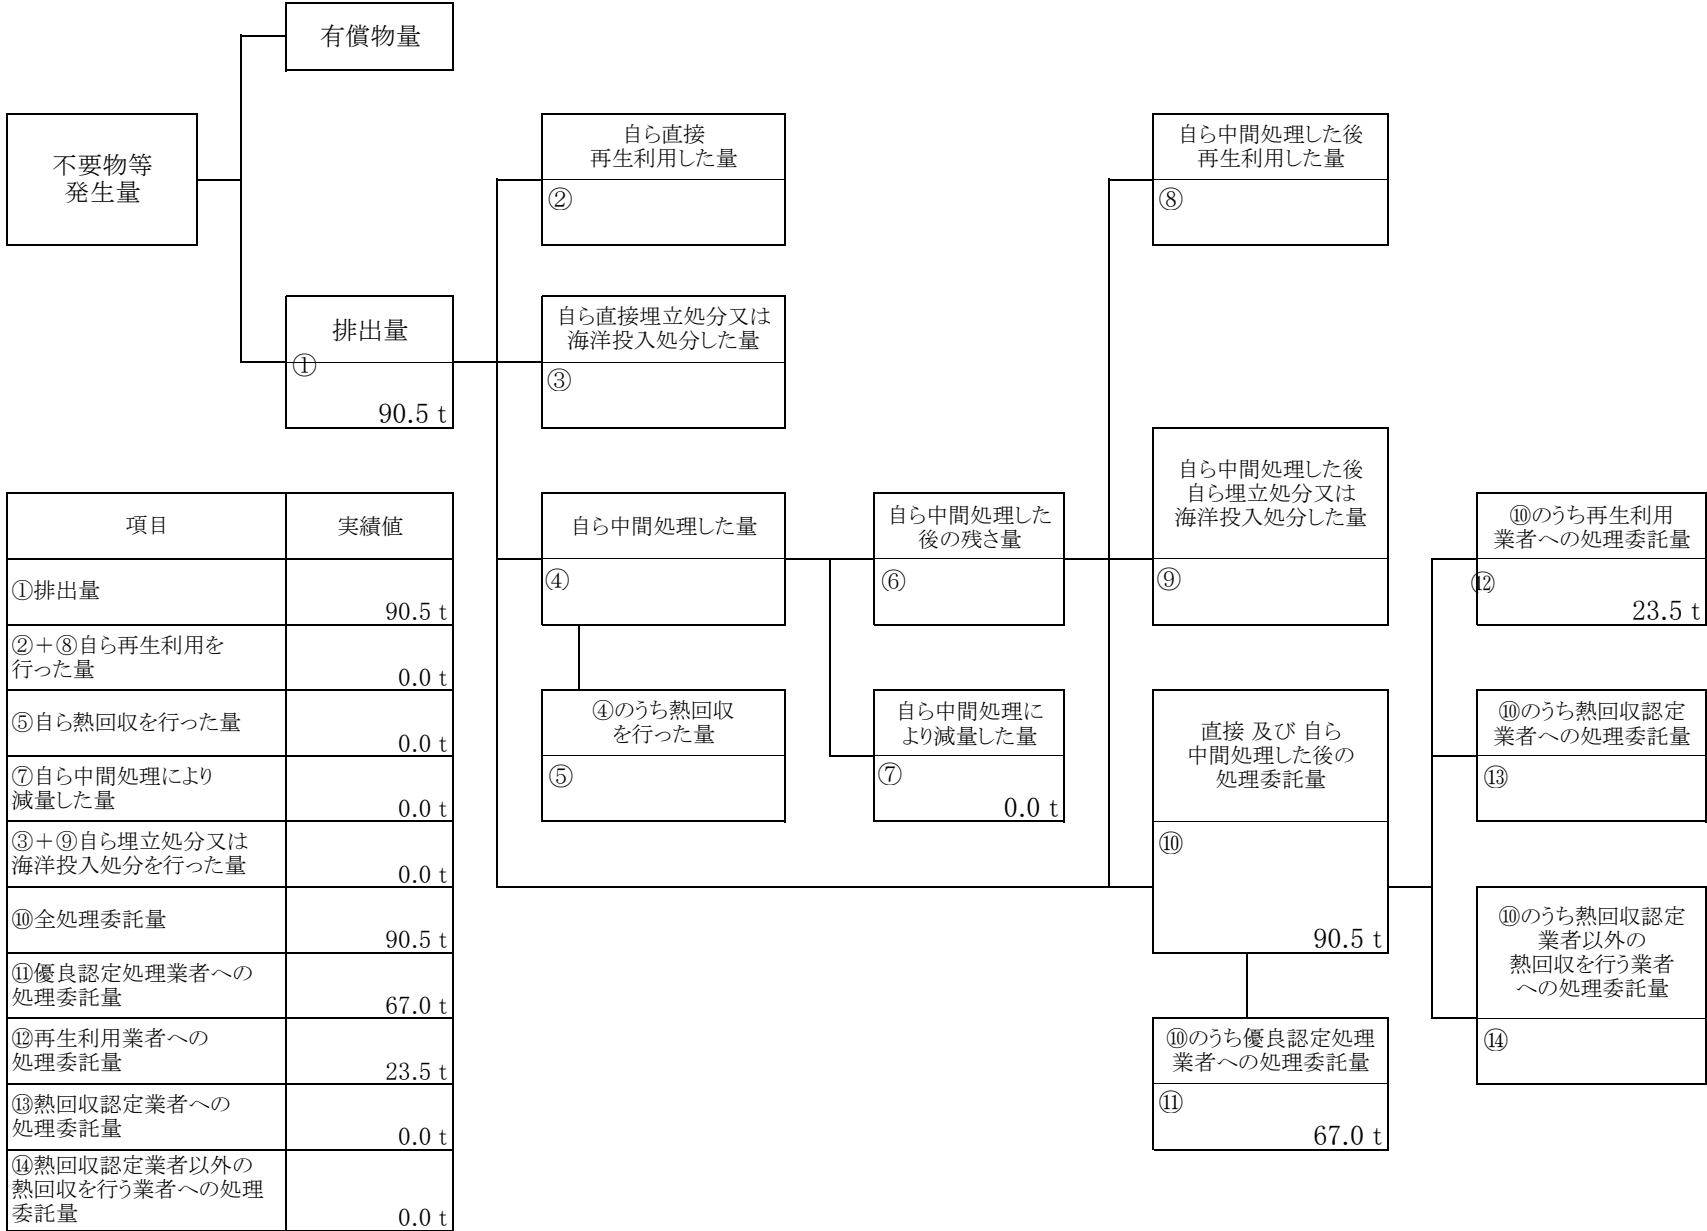 有償物量
不要物等
発生量
自ら直接
再生利用した量
②
自ら中間処理した後
再生利用した量
⑧
排出量
①
90.5 t
自ら直接埋立処分又は
海洋投入処分した量
③
自ら中間処理した量
④
自ら中間処理した
後の残さ量
⑥
自ら中間処理した後
自ら埋立処分又は
海洋投入処分した量
⑨
⑩のうち再生利用
業者への処理委託量
⑫
23.5 t
④のうち熱回収
を行った量
⑤
自ら中間処理に
より減量した量
⑦
0.0 t
直接 及び 自ら
中間処理した後の
処理委託量
⑩
90.5 t
⑩のうち熱回収認定
業者への処理委託量
⑬
⑩のうち熱回収認定
業者以外の
熱回収を行う業者
への処理委託量
⑭
⑩のうち優良認定処理
業者への処理委託量
⑪
67.0 t
項目 実績値
①排出量
90.5 t
②+⑧自ら再生利用を
行った量
0.0 t
⑤自ら熱回収を行った量
0.0 t
⑦自ら中間処理により
減量した量
0.0 t
③+⑨自ら埋立処分又は
海洋投入処分を行った量
0.0 t
⑩全処理委託量
90.5 t
⑪優良認定処理業者への
処理委託量
67.0 t
⑫再生利用業者への
処理委託量
23.5 t
⑬熱回収認定業者への
処理委託量
0.0 t
⑭熱回収認定業者以外の
熱回収を行う業者への処理
委託量
0.0 t